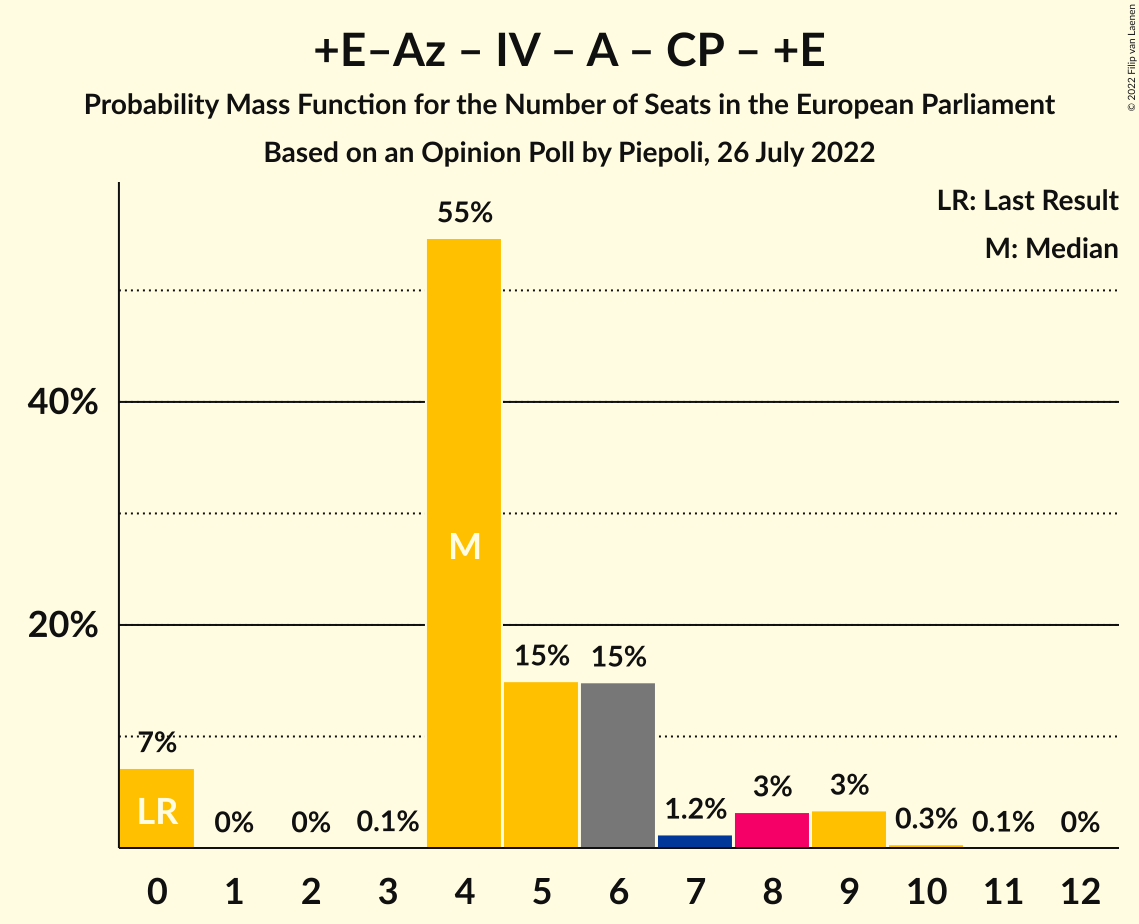 +E–Az – IV – A – CP – +E
Probability Mass Function for the Number of Seats in the European Parliament
Based on an Opinion Poll by Piepoli, 26 July 2022
© 2022 Filip van Laenen
LR: Last Result
M: Median
55%
40%
M
20%
15% 15%
7%
LR
0% 0% 0.1% 1.2% 3% 3% 0.3% 0.1% 0%
0 1 2 3 4 5 6 7 8 9 10 11 12